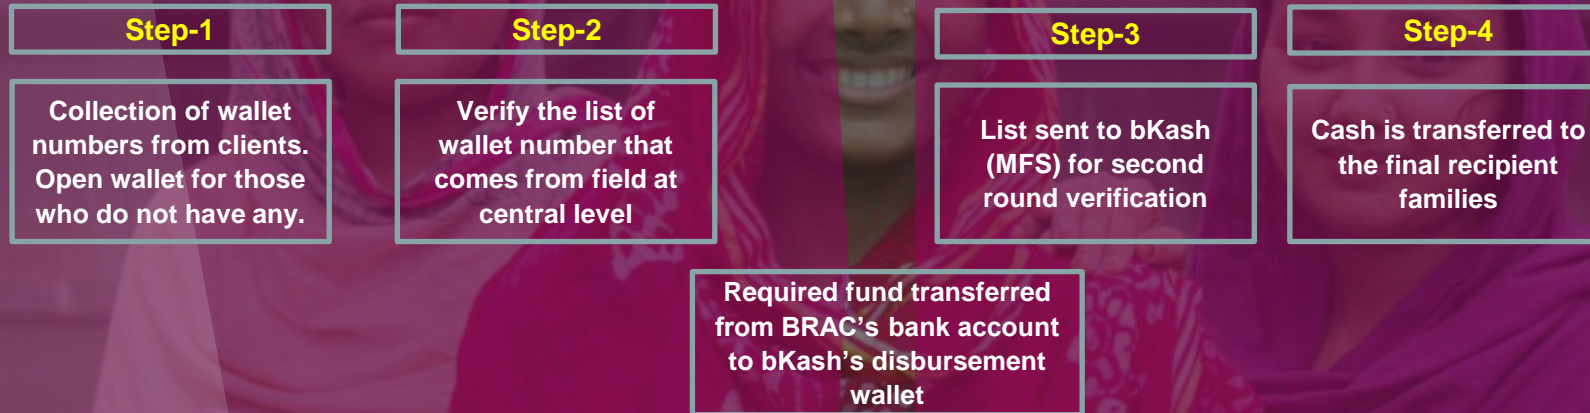 Step-1
Collection of wallet
numbers from clients.
Open wallet for those
who do not have any.
Step-2
Verify the list of
wallet number that
comes from field at
central level
Step-3
List sent to bKash
(MFS) for second
round verification
Step-4
Cash is transferred to
the final recipient
families
Required fund transferred
from BRAC’s bank account
to bKash’s disbursement
wallet